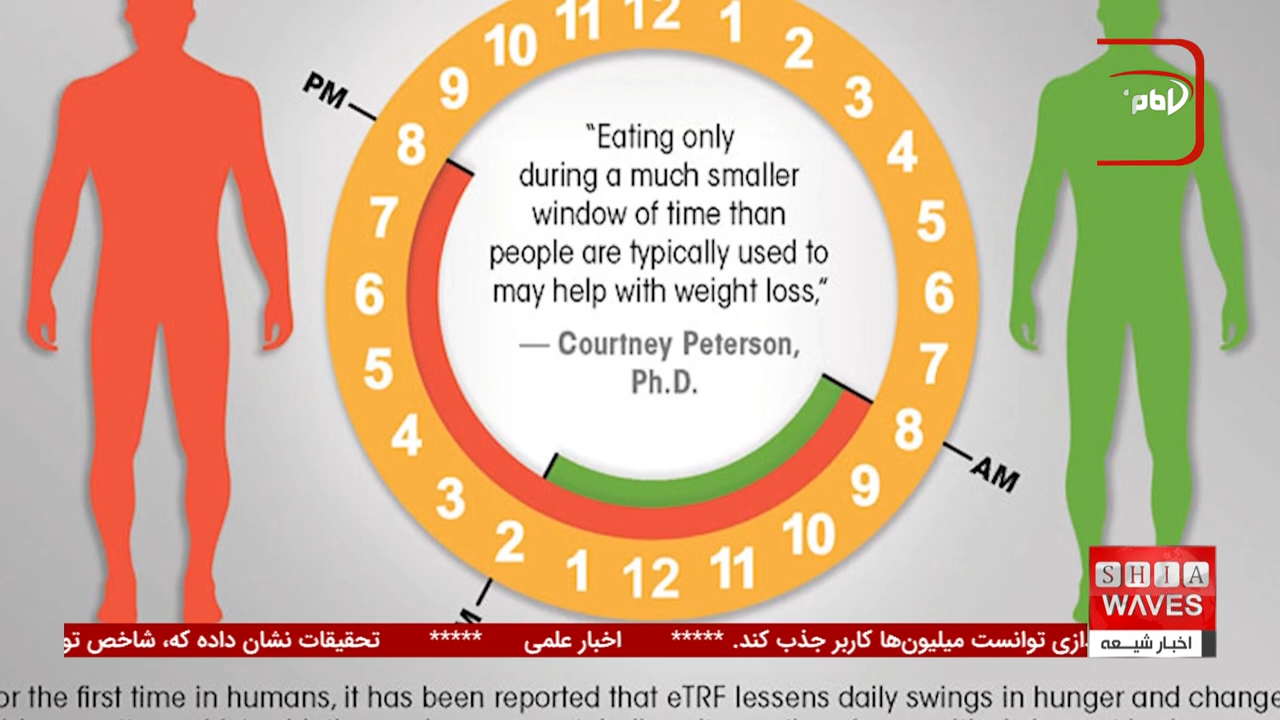 10 11 12 1 2
9 3
PM
8 4
7 5
6 6
5 7
4 8
AM
3 9
2 10
1 12 11
"Eating only
during a much smaller
window of time than
people are typically used to
may help with weight loss,"
— Courtney Peterson,
Ph.D.
امام
SHIA
WAVES
اخبار شیـعه
توانست میلیون‌ها کاربر جذب کند. ***** اخبار علمی ***** تحقیقات نشان داده که، شاخص
the first time in humans, it has been reported that eTRF lessens daily swings in hunger and